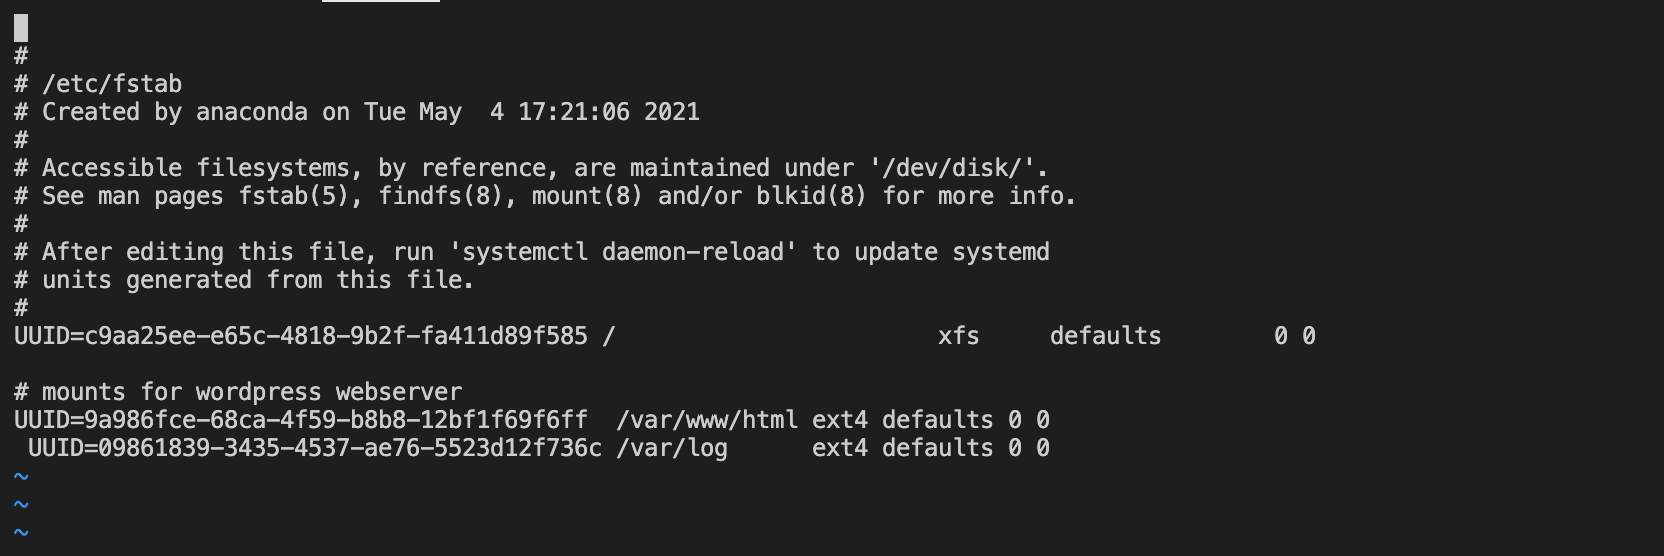 #
# /etc/fstab
# Created by anaconda on Tue May  4 17:21:06 2021
#
# Accessible filesystems, by reference, are maintained under '/dev/disk/'.
# See man pages fstab(5), findfs(8), mount(8) and/or blkid(8) for more info.
#
# After editing this file, run 'systemctl daemon-reload' to update systemd
# units generated from this file.
#
UUID=c9aa25ee-e65c-4818-9b2f-fa411d89f585 /                       xfs     defaults        0 0
# mounts for wordpress webserver
UUID=9a986fce-68ca-4f59-b8b8-12bf1f69f6ff  /var/www/html ext4 defaults 0 0
 UUID=09861839-3435-4537-ae76-5523d12f736c /var/log      ext4 defaults 0 0
~
~
~